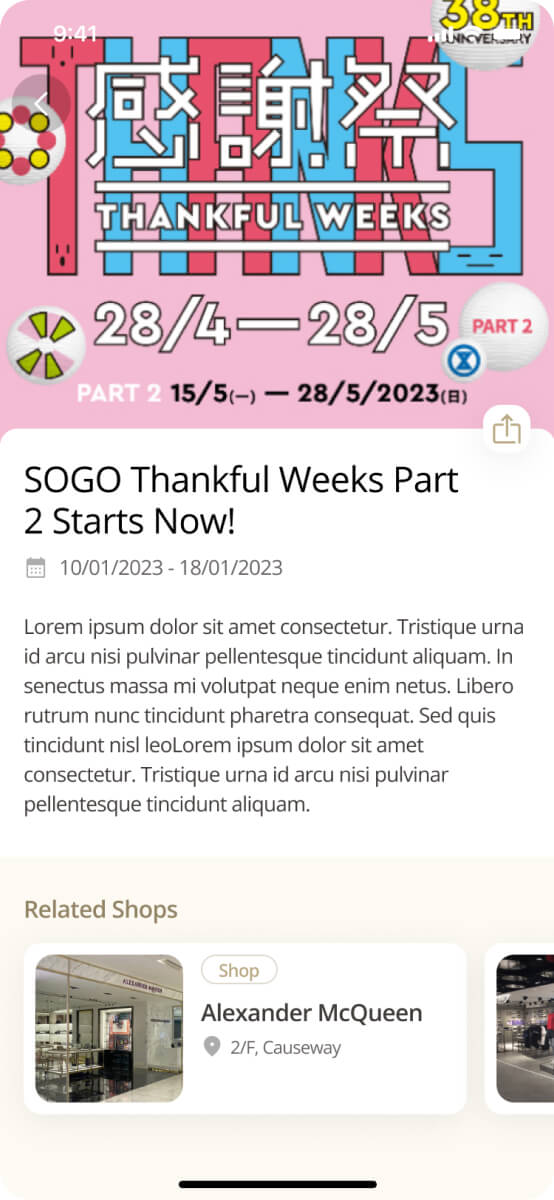 9:41
38TH
ANNIVERSARY
THANKS
感謝祭
THANKFUL WEEKS
28/4—28/5
PART 2
PART 2 15/5(一) — 28/5/2023(日)
SOGO Thankful Weeks Part
2 Starts Now!
10/01/2023 - 18/01/2023
Lorem ipsum dolor sit amet consectetur. Tristique urna
id arcu nisi pulvinar pellentesque tincidunt aliquam. In
senectus massa mi volutpat neque enim netus. Libero
rutrum nunc tincidunt pharetra consequat. Sed quis
tincidunt nisl leoLorem ipsum dolor sit amet
consectetur. Tristique urna id arcu nisi pulvinar
pellentesque tincidunt aliquam.
Related Shops
Shop
ALEXANDER MCQUEEN
Alexander McQueen
2/F, Causeway